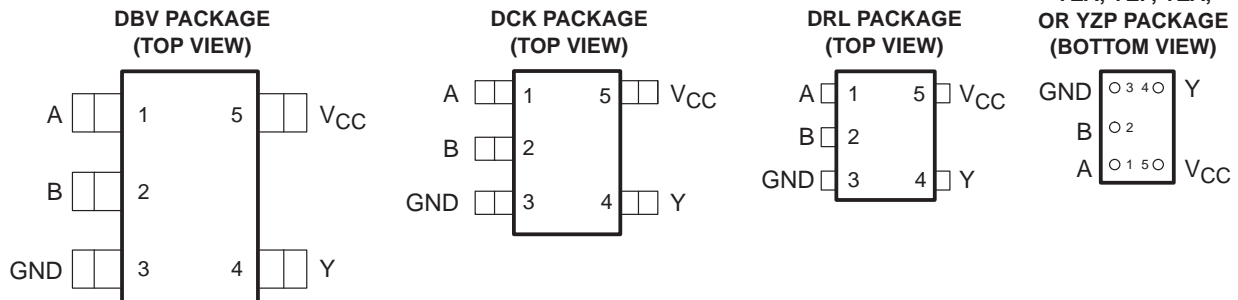 DBV PACKAGE
(TOP VIEW)
A 1 5 VCC
B 2
GND 3 4 Y
DCK PACKAGE
(TOP VIEW)
A 1 5 VCC
B 2
GND 3 4 Y
DRL PACKAGE
(TOP VIEW)
A 1 5 VCC
B 2
GND 3 4 Y
OR YZP PACKAGE
(BOTTOM VIEW)
GND 3 4 Y
B 2
A 1 5 VCC